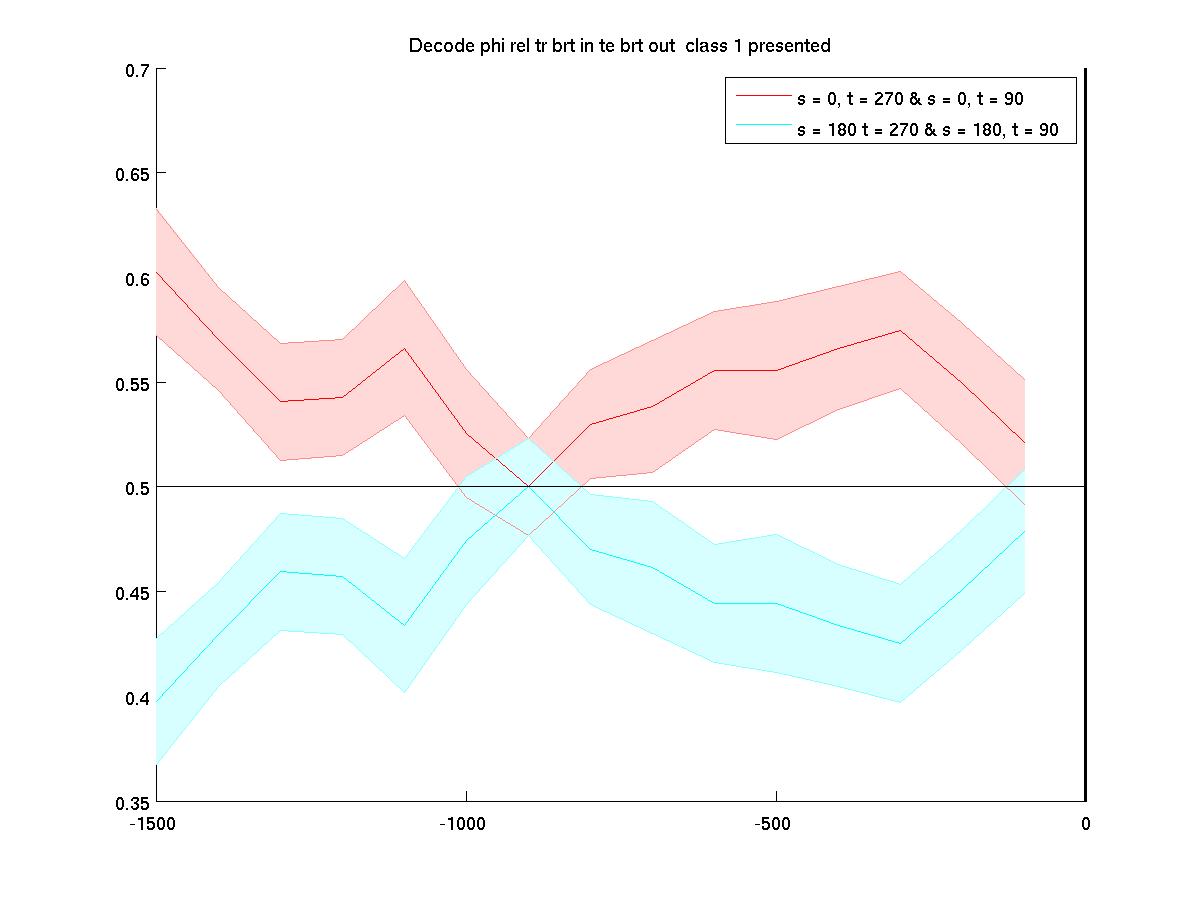 Decode phi rel tr brt in te brt out  class 1 presented
0.7
s = 0, t = 270 & s = 0, t = 90
s = 180 t = 270 & s = 180, t = 90
0.65
0.6
0.55
0.5
0.45
0.4
0.35
-1500 -1000 -500 0